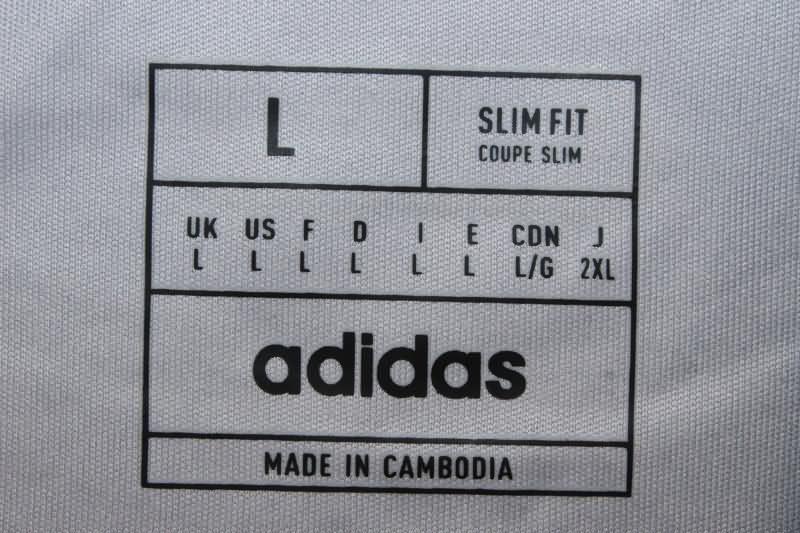 L
SLIM FIT
COUPE SLIM
UK US F D I E CDN J
L L L L L L L/G 2XL
adidas
MADE IN CAMBODIA